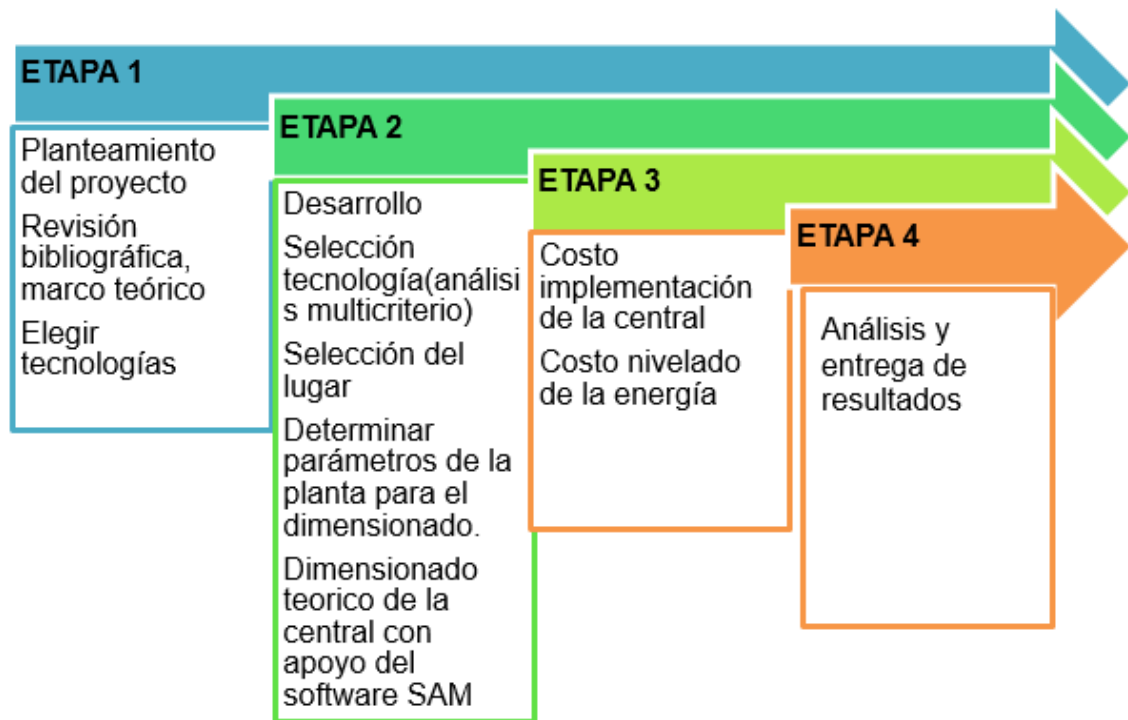 ETAPA 1
Planteamiento
del proyecto
Revisión
bibliográfica,
marco teórico
Elegir
tecnologías
ETAPA 2
Desarrollo
Selección
tecnología(análisi
s multicriterio)
Selección del
lugar
Determinar
parámetros de la
planta para el
dimensionado.
Dimensionado
teorico de la
central con
apoyo del
software SAM
ETAPA 3
Costo
implementación
de la central
Costo nivelado
de la energía
ETAPA 4
Análisis y
entrega de
resultados